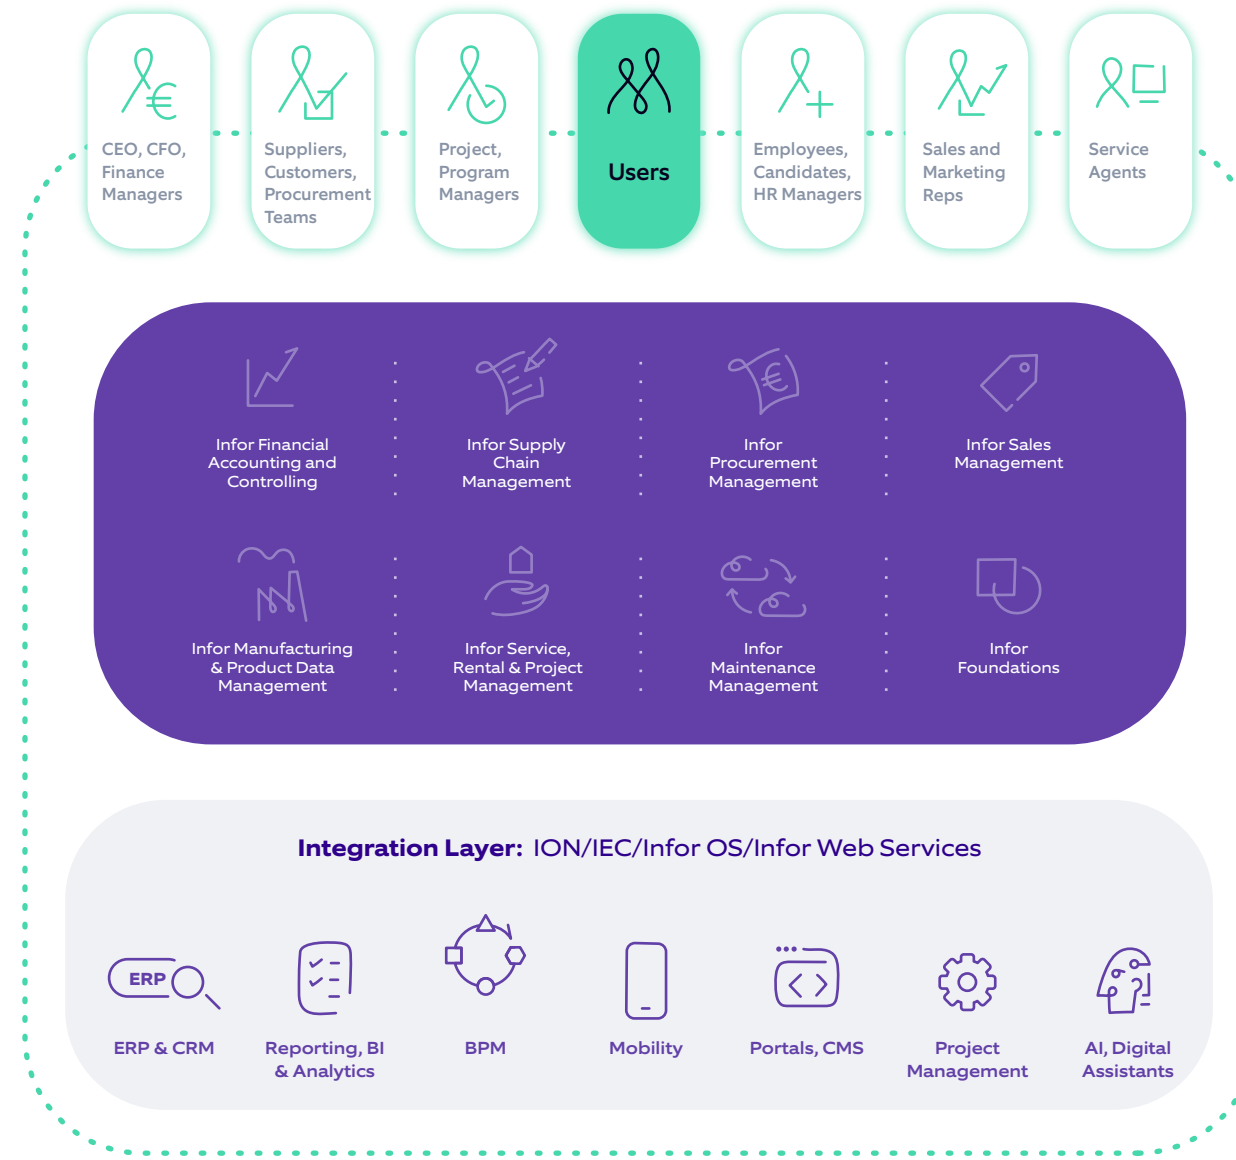 CEO, CFO,
Finance
Managers
Suppliers,
Customers,
Procurement
Teams
Project,
Program
Managers
Users
Employees,
Candidates,
HR Managers
Sales and
Marketing
Reps
Service
Agents
Infor Financial
Accounting and
Controlling
Infor Supply
Chain
Management
Infor
Procurement
Management
Infor Sales
Management
Infor Manufacturing
& Product Data
Management
Infor Service,
Rental & Project
Management
Infor
Maintenance
Management
Infor
Foundations
Integration Layer: ION/IEC/Infor OS/Infor Web Services
ERP
ERP & CRM
Reporting, BI
& Analytics
BPM
Mobility
Portals, CMS
Project
Management
AI, Digital
Assistants